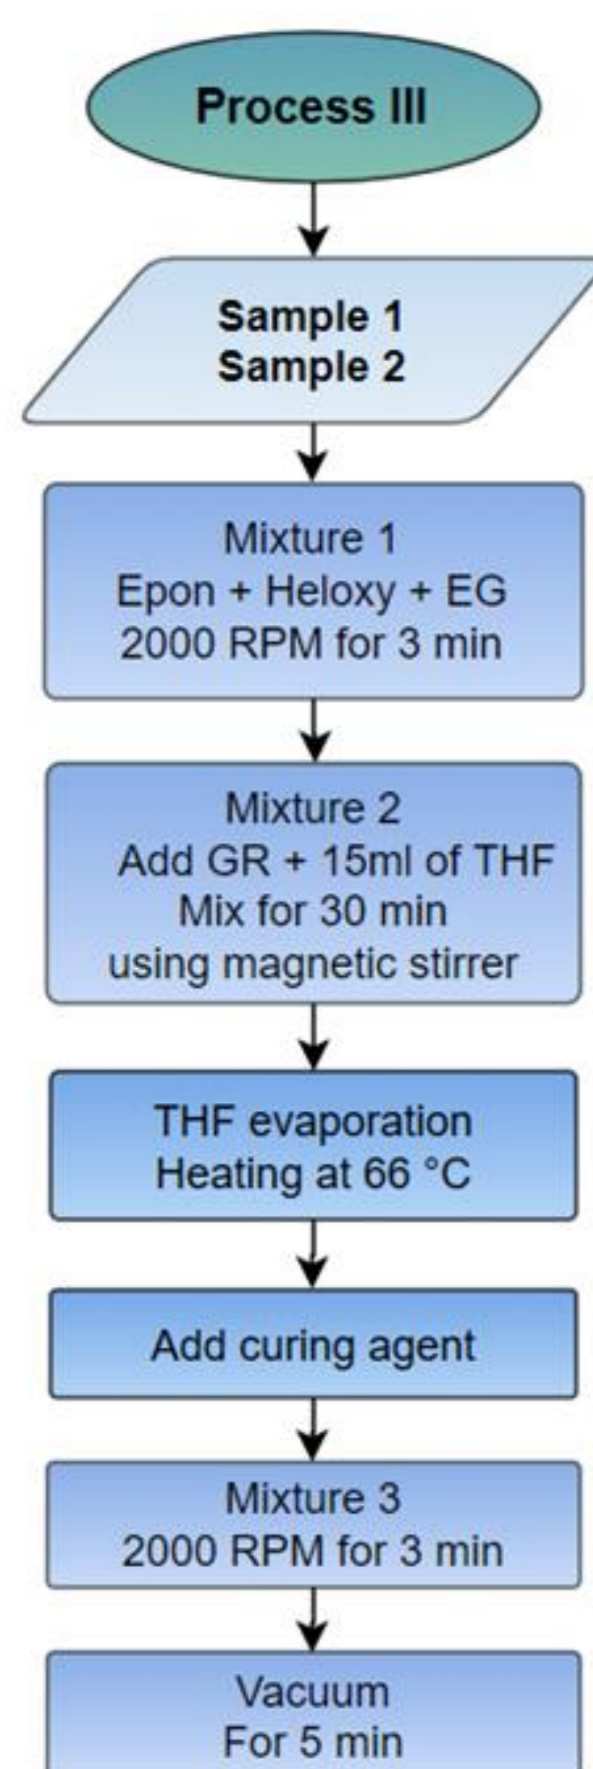 Process III
Sample 1
Sample 2
Mixture 1
Epon + Heloxy + EG
2000 RPM for 3 min
Mixture 2
Add GR + 15ml of THF
Mix for 30 min
using magnetic stirrer
THF evaporation
Heating at 66 °C
Add curing agent
Mixture 3
2000 RPM for 3 min
Vacuum
For 5 min